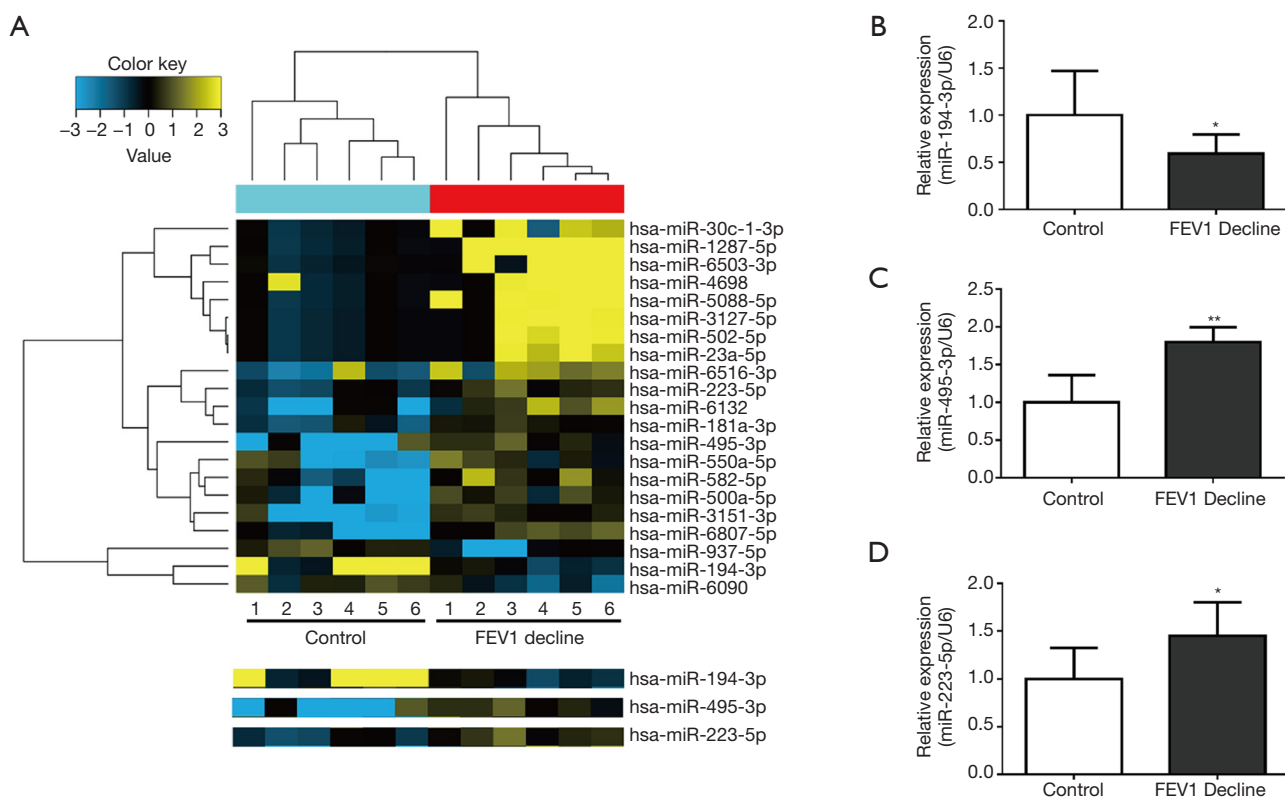 A
Color key
–3 –2 –1 0 1 2 3
Value
hsa-miR-30c-1-3p
hsa-miR-1287-5p
hsa-miR-6503-3p
hsa-miR-4698
hsa-miR-5088-5p
hsa-miR-3127-5p
hsa-miR-502-5p
hsa-miR-23a-5p
hsa-miR-6516-3p
hsa-miR-223-5p
hsa-miR-6132
hsa-miR-181a-3p
hsa-miR-495-3p
hsa-miR-550a-5p
hsa-miR-582-5p
hsa-miR-500a-5p
hsa-miR-3151-3p
hsa-miR-6807-5p
hsa-miR-937-5p
hsa-miR-194-3p
hsa-miR-6090
1 2 3 4 5 6 1 2 3 4 5 6
Control FEV1 decline
hsa-miR-194-3p
hsa-miR-495-3p
hsa-miR-223-5p
B
Relative expression
(miR-194-3p/U6)
2.0
1.5
1.0
0.5
0.0
*
Control FEV1 Decline
C
Relative expression
(miR-495-3p/U6)
2.5
2.0
1.5
1.0
0.5
0.0
**
Control FEV1 Decline
D
Relative expression
(miR-223-5p/U6)
2.0
1.5
1.0
0.5
0.0
*
Control FEV1 Decline